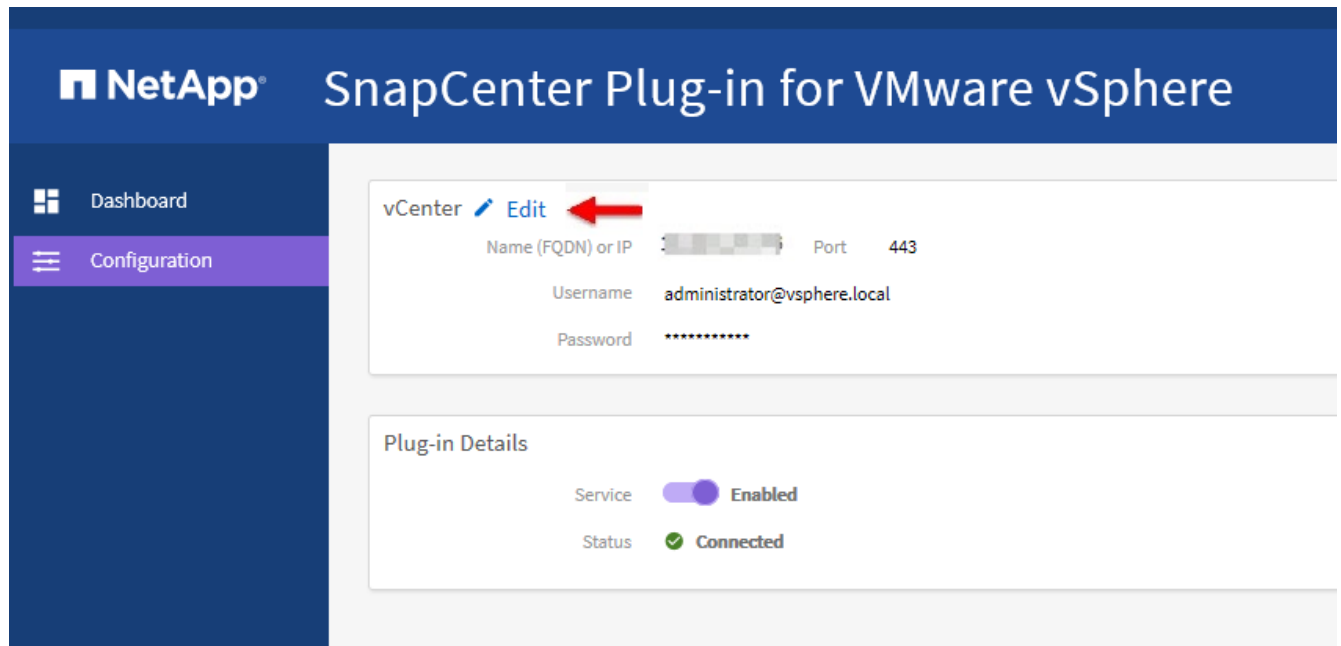 NetApp® SnapCenter Plug-in for VMware vSphere
Dashboard
Configuration
vCenter Edit
Name (FQDN) or IP Port 443
Username administrator@vsphere.local
Password ***********
Plug-in Details
Service Enabled
Status Connected